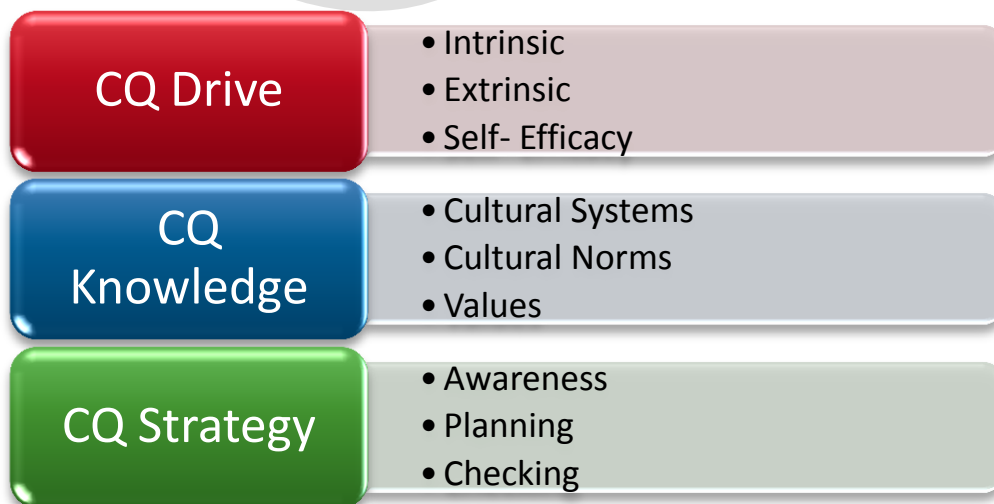 CQ Drive
• Intrinsic
• Extrinsic
• Self- Efficacy
CQ
Knowledge
• Cultural Systems
• Cultural Norms
• Values
CQ Strategy
• Awareness
• Planning
• Checking